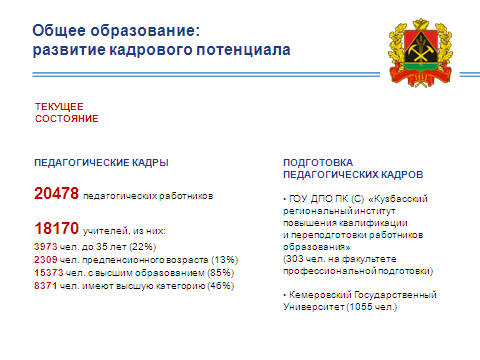 Общее образование:
развитие кадрового потенциала
ТЕКУЩЕЕ
СОСТОЯНИЕ
ПЕДАГОГИЧЕСКИЕ КАДРЫ
20478 педагогических работников
18170 учителей, из них:
3973 чел. до 35 лет (22%)
2309 чел. предпенсионного возраста (13%)
15373 чел. с высшим образованием (85%)
8371 чел. имеют высшую категорию (46%)
ПОДГОТОВКА
ПЕДАГОГИЧЕСКИХ КАДРОВ
• ГОУ ДПО ПК (С) «Кузбасский
региональный институт
повышения квалификации
и переподготовки работников
образования»
(303 чел. на факультете
профессиональной подготовки)
• Кемеровский Государственный
Университет (1055 чел.)